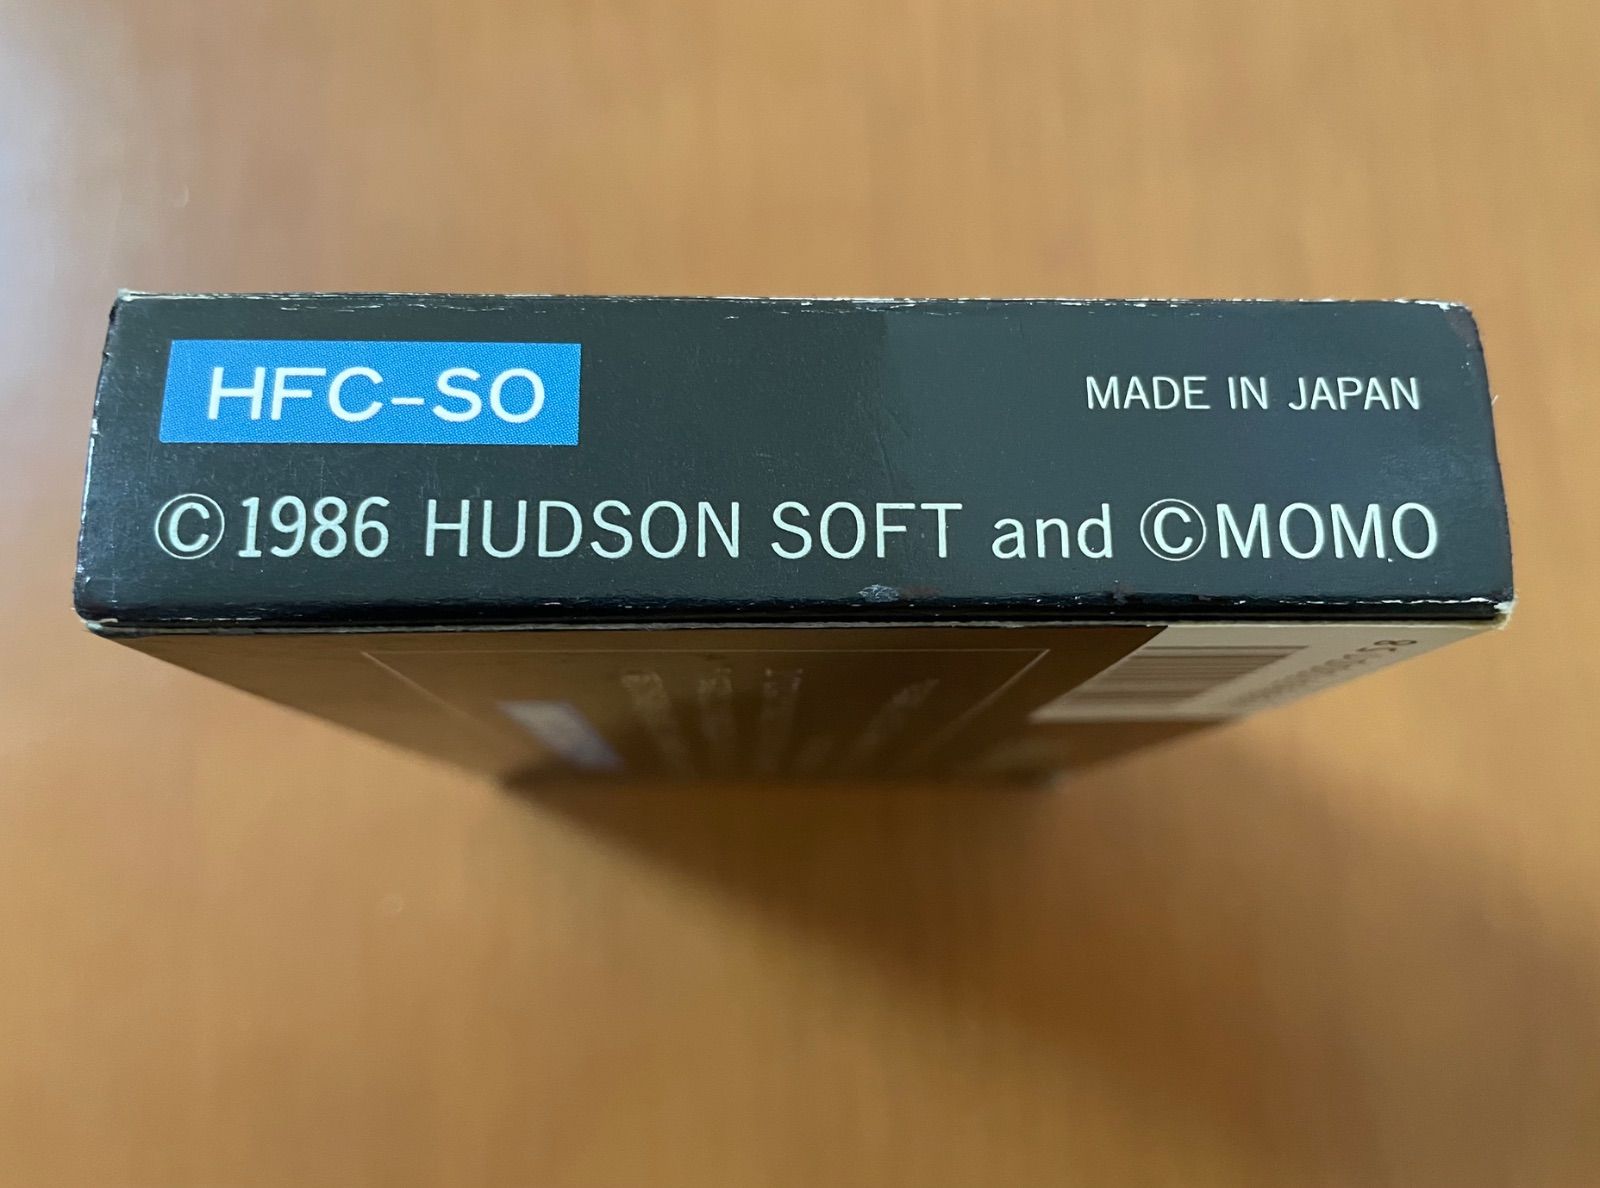 HFC-SO
MADE IN JAPAN
©1986 HUDSON SOFT and ©MOMO